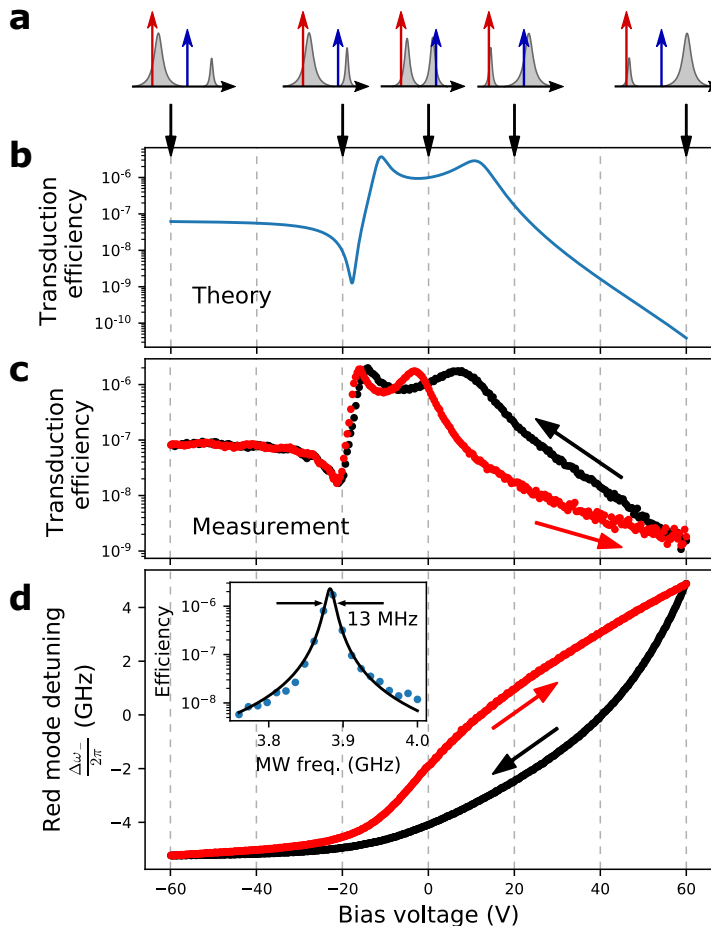 a
b
Transduction
efficiency
10⁻⁶
10⁻⁷
10⁻⁸
10⁻⁹
10⁻¹⁰
Theory
c
Transduction
efficiency
10⁻⁶
10⁻⁷
10⁻⁸
10⁻⁹
Measurement
d
Red mode detuning
Δω₋/2π (GHz)
4
2
0
−2
−4
Efficiency
10⁻⁶
10⁻⁸
13 MHz
3.8 3.9 4.0
MW freq. (GHz)
−60 −40 −20 0 20 40 60
Bias voltage (V)